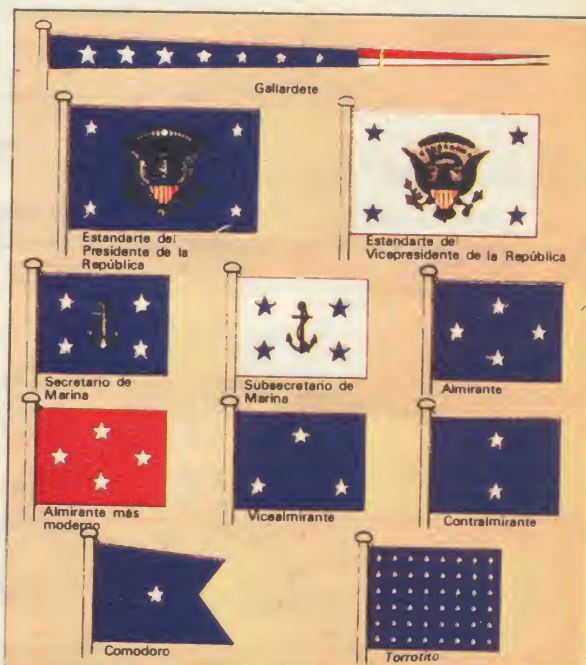 Gallardete
Estandarte del
Presidente de la
República
Estandarte del
Vicepresidente de la República
Secretario de
Marina
Subsecretario de
Marina
Almirante
Almirante más
moderno
Vicealmirante
Contralmirante
Comodoro
Torrotito